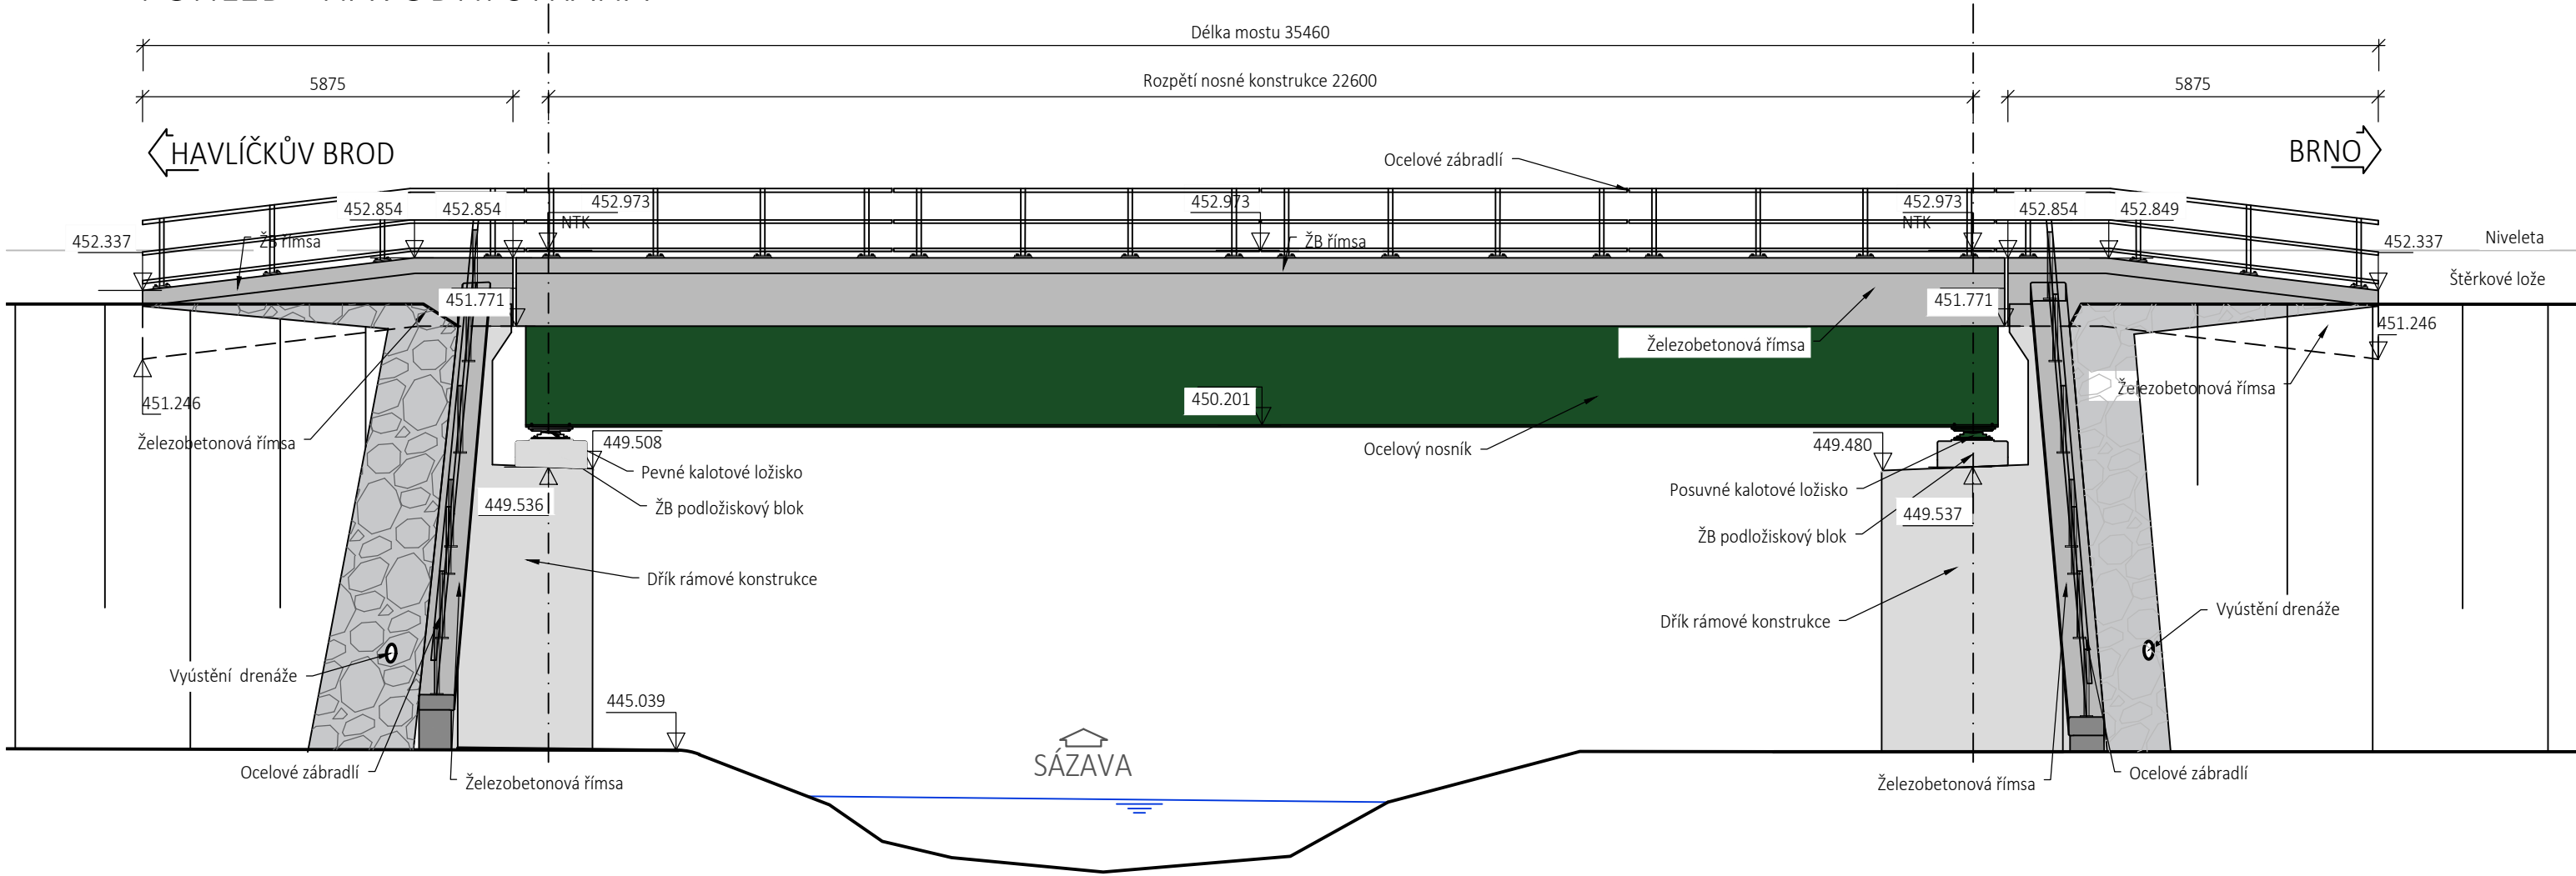 Délka mostu 35460
5875
Rozpětí nosné konstrukce 22600
5875
HAVLÍČKŮV BROD
BRNO
Ocelové zábradlí
452.854
452.854
452.973
NTK
452.973
452.973
NTK
452.854
452.849
452.337
ŽB římsa
ŽB římsa
452.337
Niveleta
Štěrkové lože
451.771
451.771
451.246
Železobetonová římsa
451.246
450.201
Železobetonová římsa
Železobetonová římsa
449.508
Ocelový nosník
449.480
Pevné kalotové ložisko
Posuvné kalotové ložisko
449.536
ŽB podložiskový blok
449.537
ŽB podložiskový blok
Dřík rámové konstrukce
Dřík rámové konstrukce
Vyústění drenáže
Vyústění drenáže
445.039
SÁZAVA
Ocelové zábradlí
Železobetonová římsa
Železobetonová římsa
Ocelové zábradlí